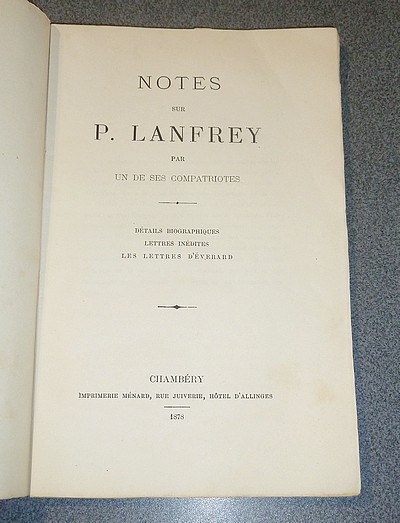 NOTES
SUR
P. LANFREY
PAR
UN DE SES COMPATRIOTES
DÉTAILS BIOGRAPHIQUES
LETTRES INÉDITES
LES LETTRES D'ÉVERARD
CHAMBÉRY
IMPRIMERIE MÉNARD, RUE JUIVERIE, HÔTEL D'ALLINGES
1878